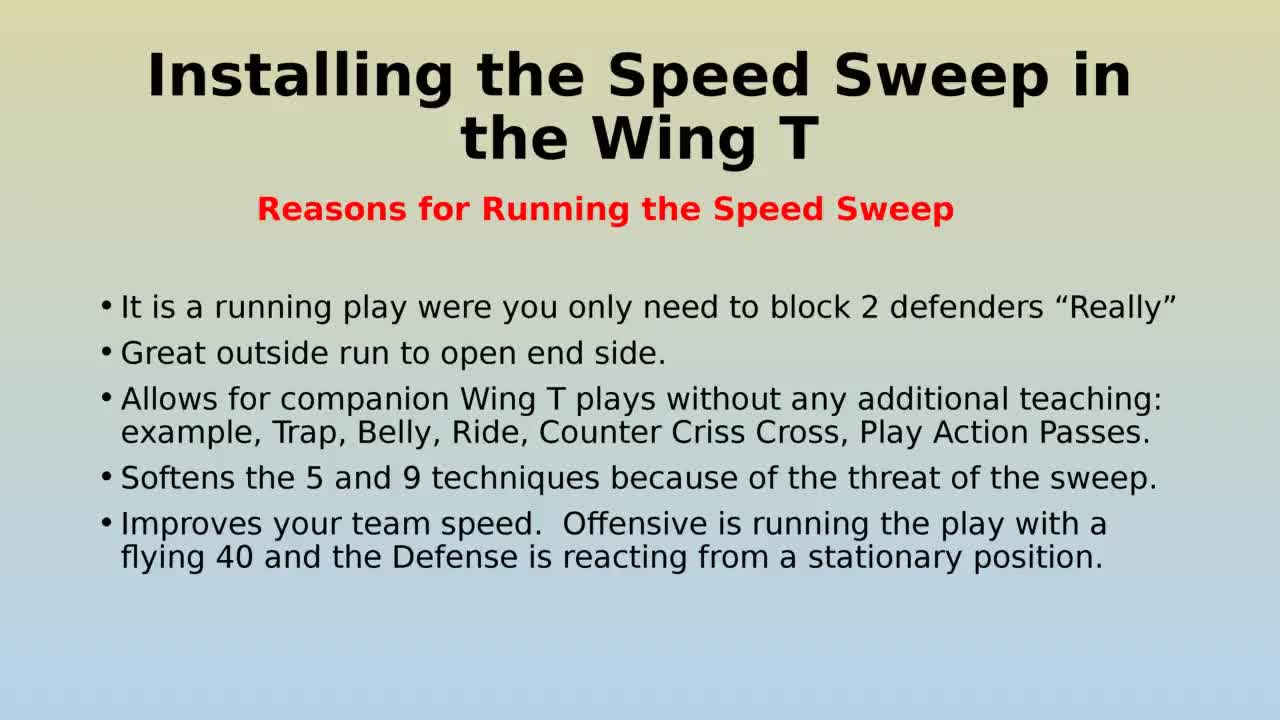 Installing the Speed Sweep in
the Wing T
Reasons for Running the Speed Sweep
• It is a running play were you only need to block 2 defenders “Really”
• Great outside run to open end side.
• Allows for companion Wing T plays without any additional teaching:
example, Trap, Belly, Ride, Counter Criss Cross, Play Action Passes.
• Softens the 5 and 9 techniques because of the threat of the sweep.
• Improves your team speed.  Offensive is running the play with a
flying 40 and the Defense is reacting from a stationary position.